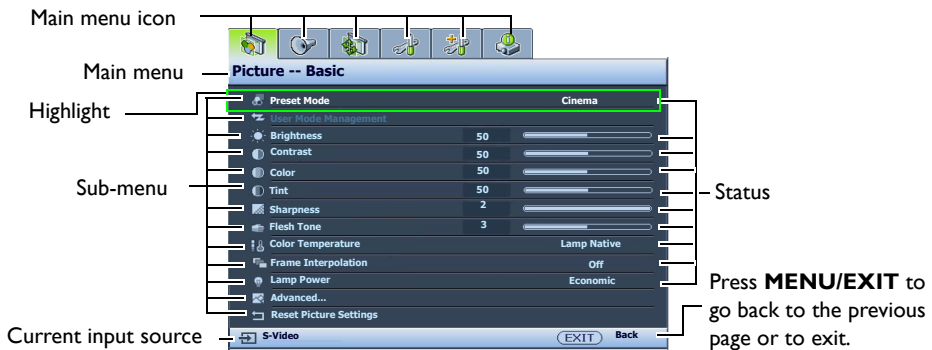 Main menu icon
Main menu
Picture -- Basic
Highlight
Preset Mode Cinema
User Mode Management
Brightness 50
Contrast 50
Color 50
Sub-menu
Tint 50
Status
Sharpness 2
Flesh Tone 3
Color Temperature Lamp Native
Frame Interpolation Off
Lamp Power Economic
Advanced...
Reset Picture Settings
Press MENU/EXIT to
go back to the previous
page or to exit.
Current input source
S-Video EXIT Back